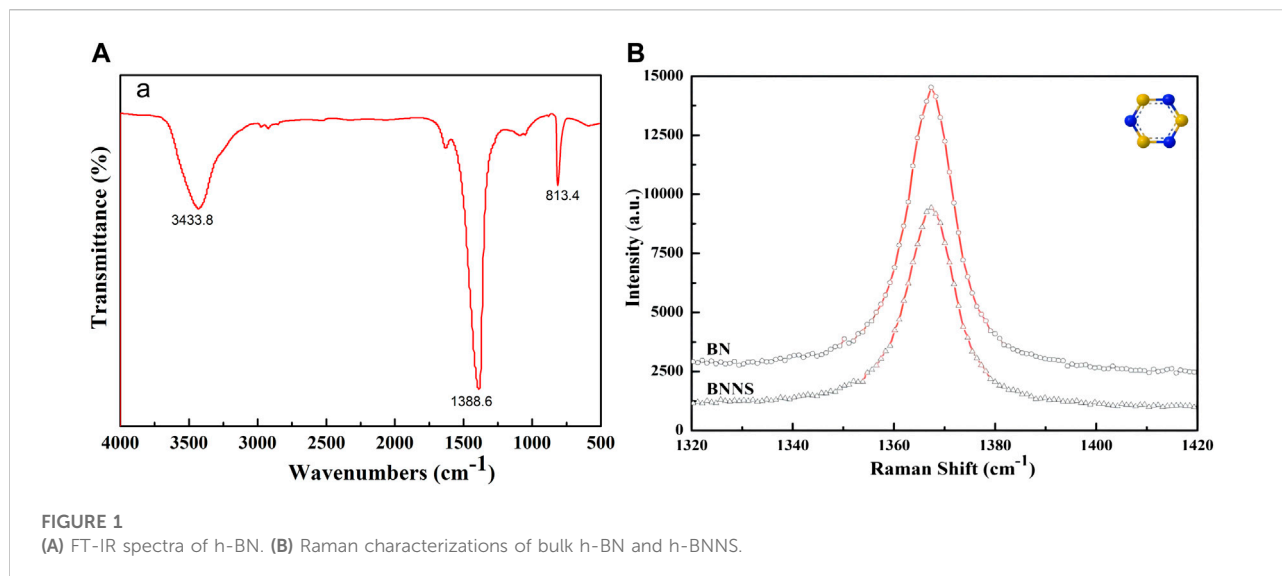 A
a
Transmittance (%)
3433.8
1388.6
813.4
4000 3500 3000 2500 2000 1500 1000 500
Wavenumbers (cm⁻¹)
B
15000
12500
10000
7500
5000
2500
0
Intensity (a.u.)
BN
BNNS
1320 1340 1360 1380 1400 1420
Raman Shift (cm⁻¹)
FIGURE 1
(A) FT-IR spectra of h-BN. (B) Raman characterizations of bulk h-BN and h-BNNS.